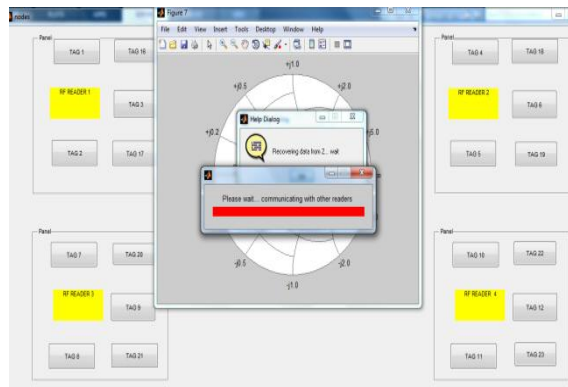 nodes
Figure 7
File Edit View Insert Tools Desktop Window Help
Panel
TAG 1
TAG 16
RF READER 1
TAG 3
TAG 2
TAG 17
Panel
TAG 4
TAG 18
RF READER 2
TAG 6
TAG 5
TAG 19
+j1.0
+j0.5
+j2.0
+j0.2
j5.0
Help Dialog
Recovering data from 2... wait
Please wait.... communicating with other readers
-j0.5
-j2.0
-j1.0
Panel
TAG 7
TAG 20
RF READER 3
TAG 9
TAG 8
TAG 21
Panel
TAG 10
TAG 22
RF READER 4
TAG 12
TAG 11
TAG 23